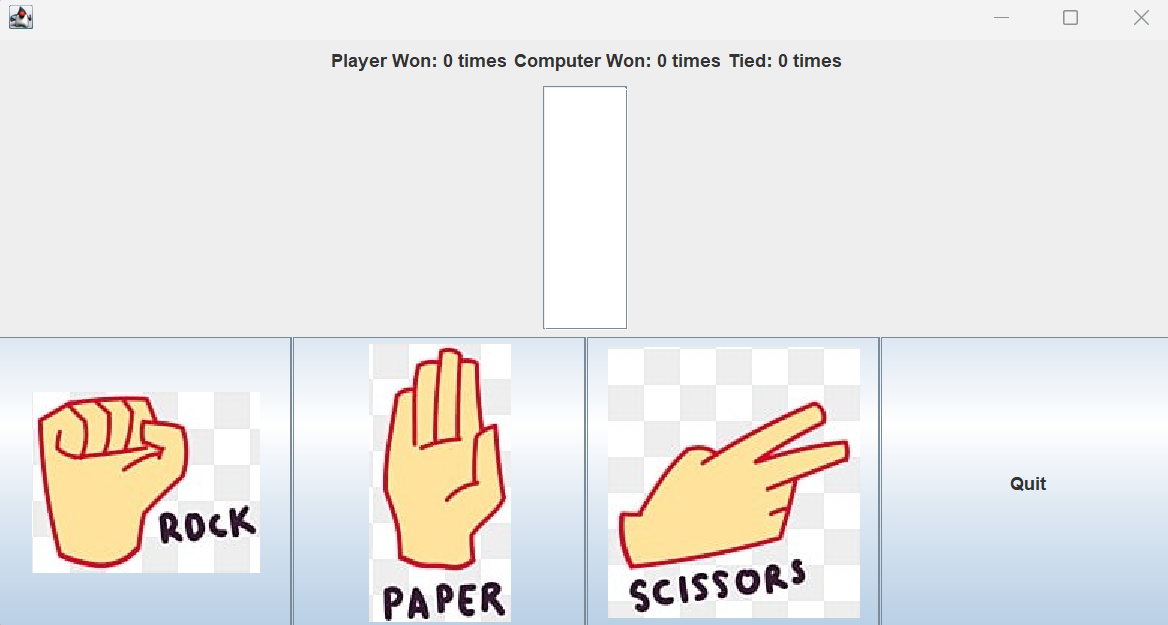 Player Won: 0 times Computer Won: 0 times Tied: 0 times
ROCK
PAPER
SCISSORS
Quit